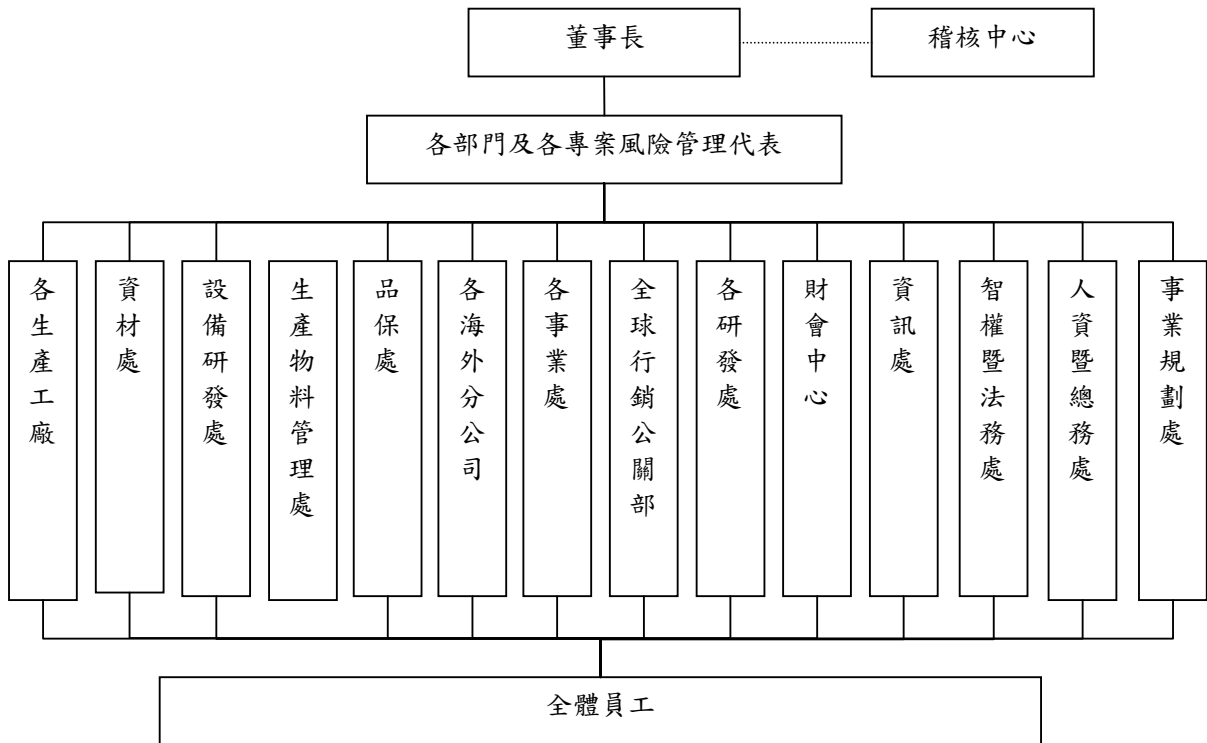 董事長
稽核中心
各部門及各專案風險管理代表
各生產工廠
資材處
設備研發處
生產物料管理處
品保處
各海外分公司
各事業處
全球行銷公關部
各研發處
財會中心
資訊處
智權暨法務處
人資暨總務處
事業規劃處
全體員工